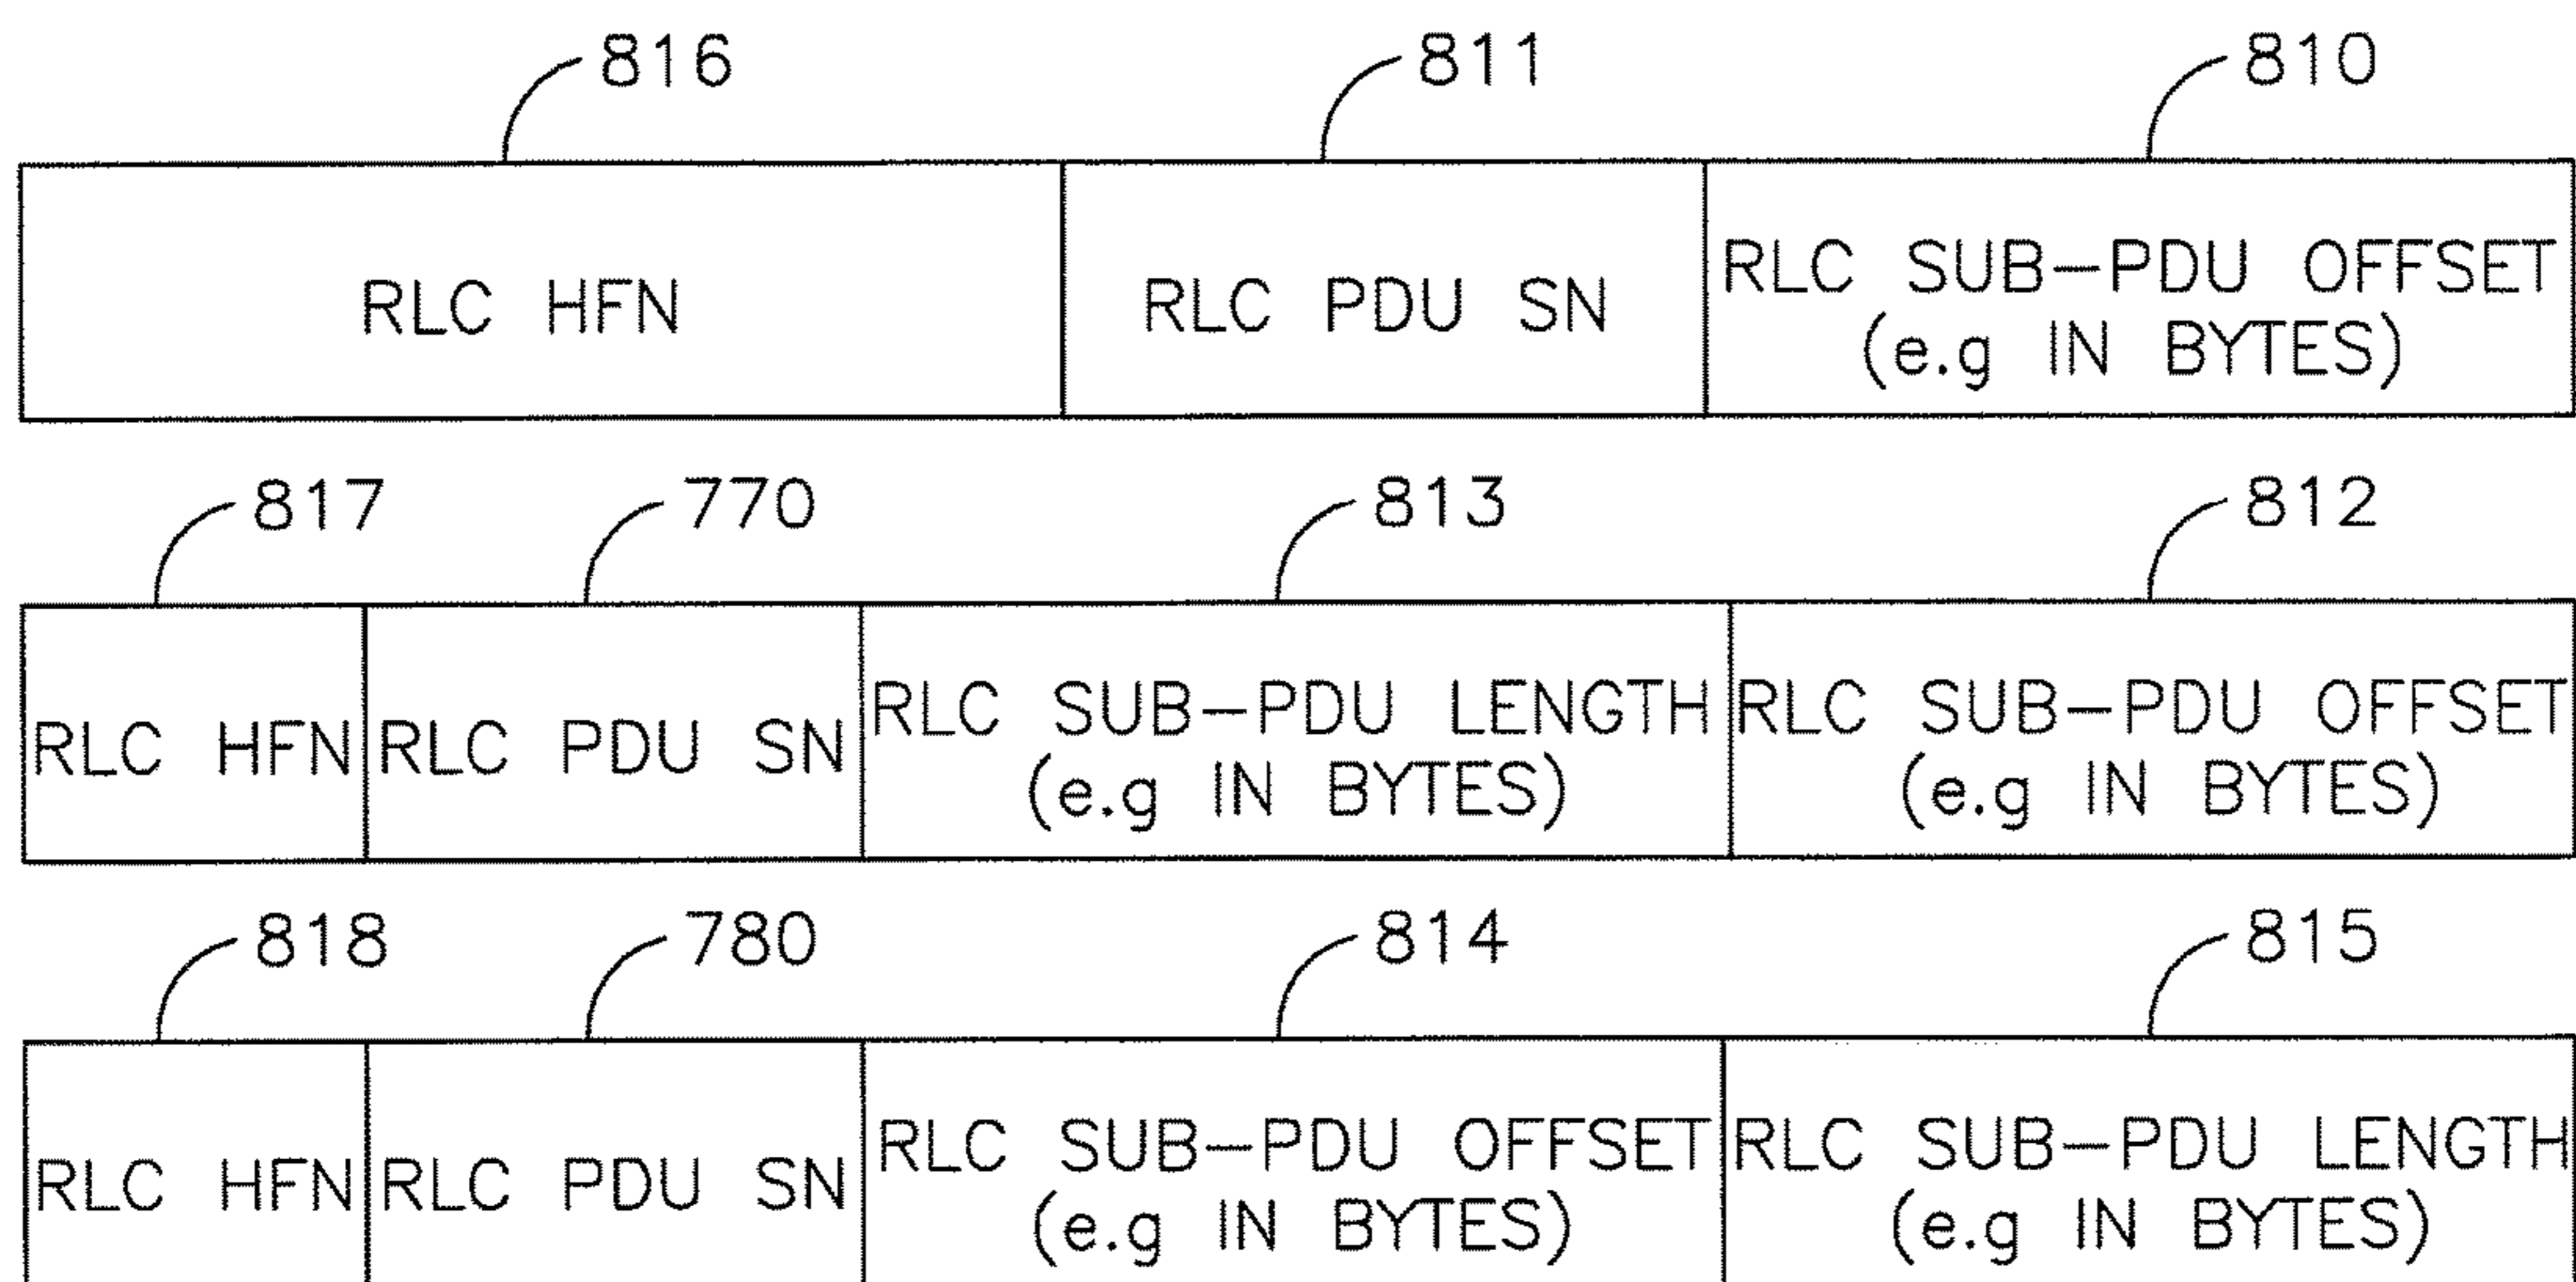 816 811 810
RLC HFN RLC PDU SN RLC SUB-PDU OFFSET
(e.g IN BYTES)
817 770 813 812
RLC HFN RLC PDU SN RLC SUB-PDU LENGTH RLC SUB-PDU OFFSET
(e.g IN BYTES) (e.g IN BYTES)
818 780 814 815
RLC HFN RLC PDU SN RLC SUB-PDU OFFSET RLC SUB-PDU LENGTH
(e.g IN BYTES) (e.g IN BYTES)